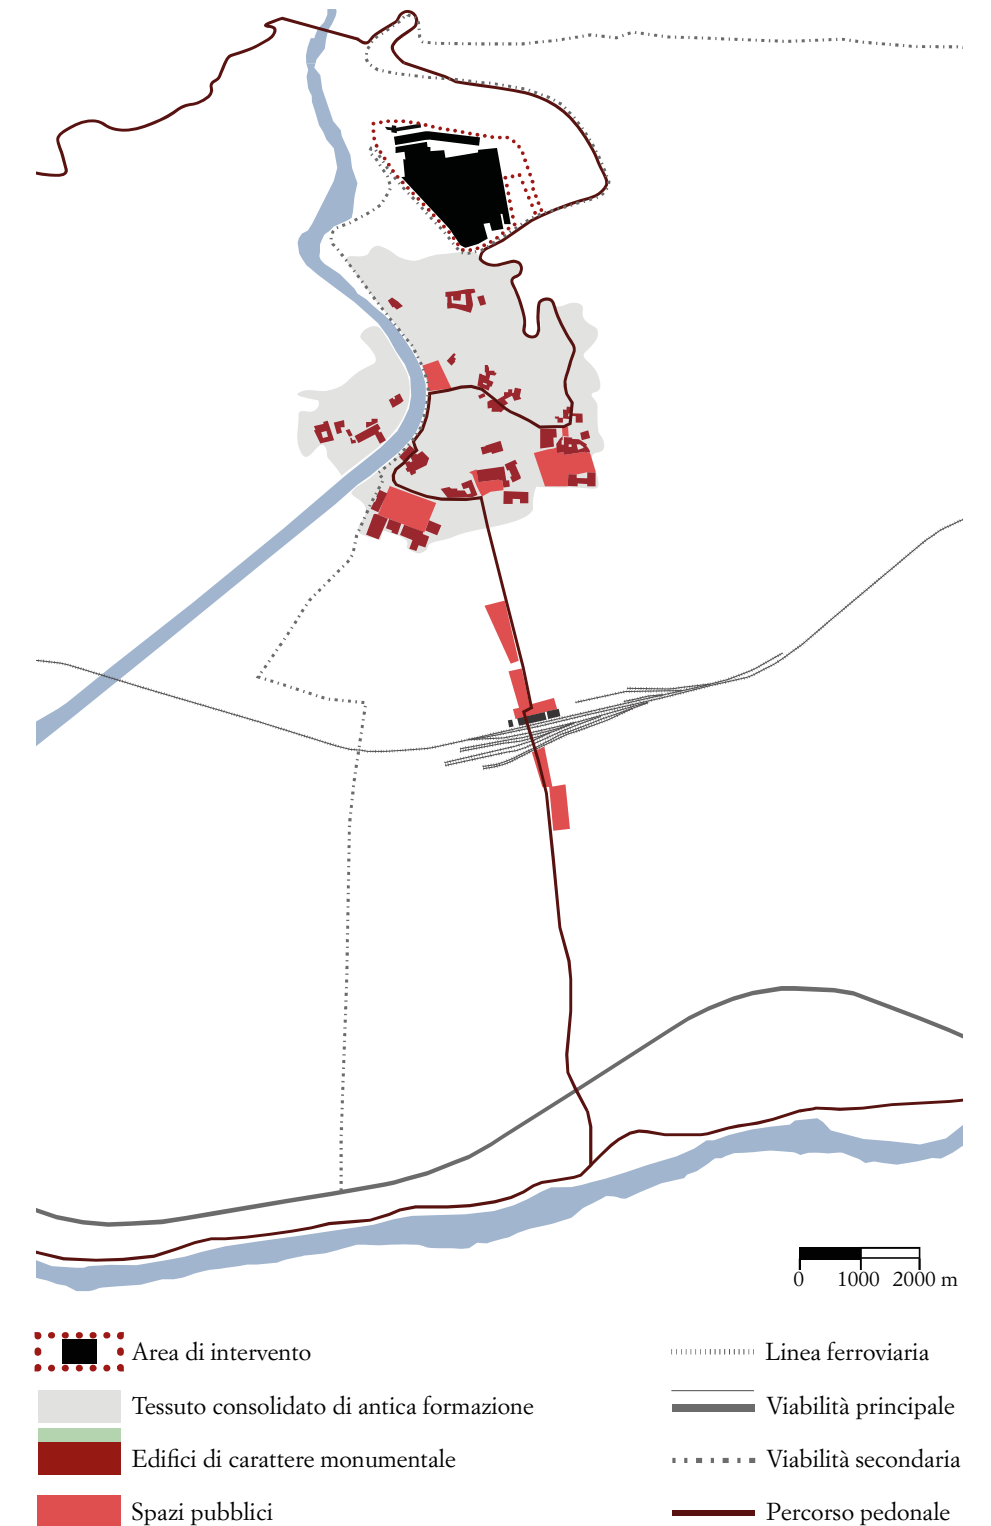 0 1000 2000 m
Area di intervento
Tessuto consolidato di antica formazione
Edifici di carattere monumentale
Spazi pubblici
Linea ferroviaria
Viabilità principale
Viabilità secondaria
Percorso pedonale